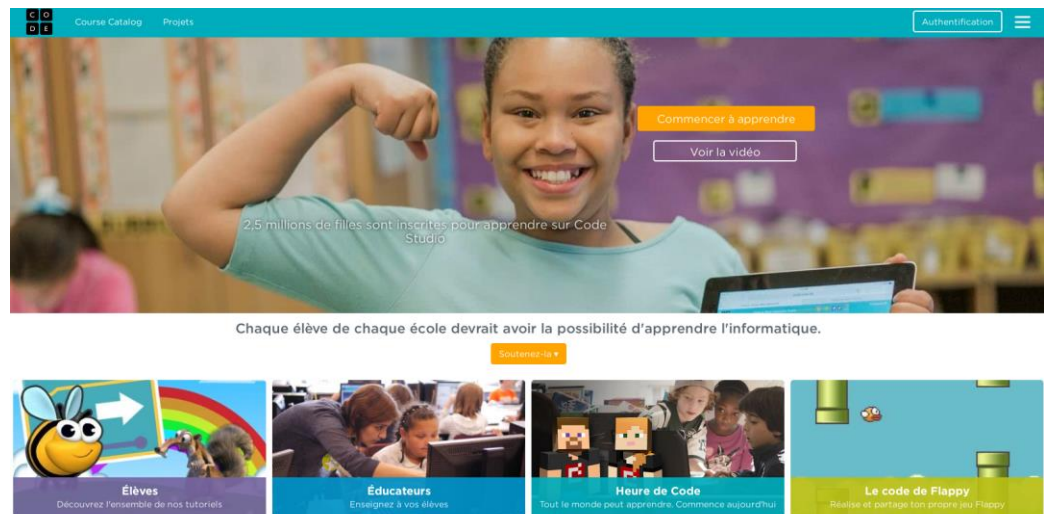 CO
DE
Course Catalog
Projets
Authentification
Commencer à apprendre
Voir la vidéo
2,5 millions de filles sont inscrites pour apprendre sur Code
Studio
Chaque élève de chaque école devrait avoir la possibilité d'apprendre l'informatique.
Soutenez-la ▾
Élèves
Découvrez l'ensemble de nos tutoriels
Éducateurs
Enseignez à vos élèves
Heure de Code
Tout le monde peut apprendre. Commence aujourd'hui
Le code de Flappy
Réalise et partage ton propre jeu Flappy